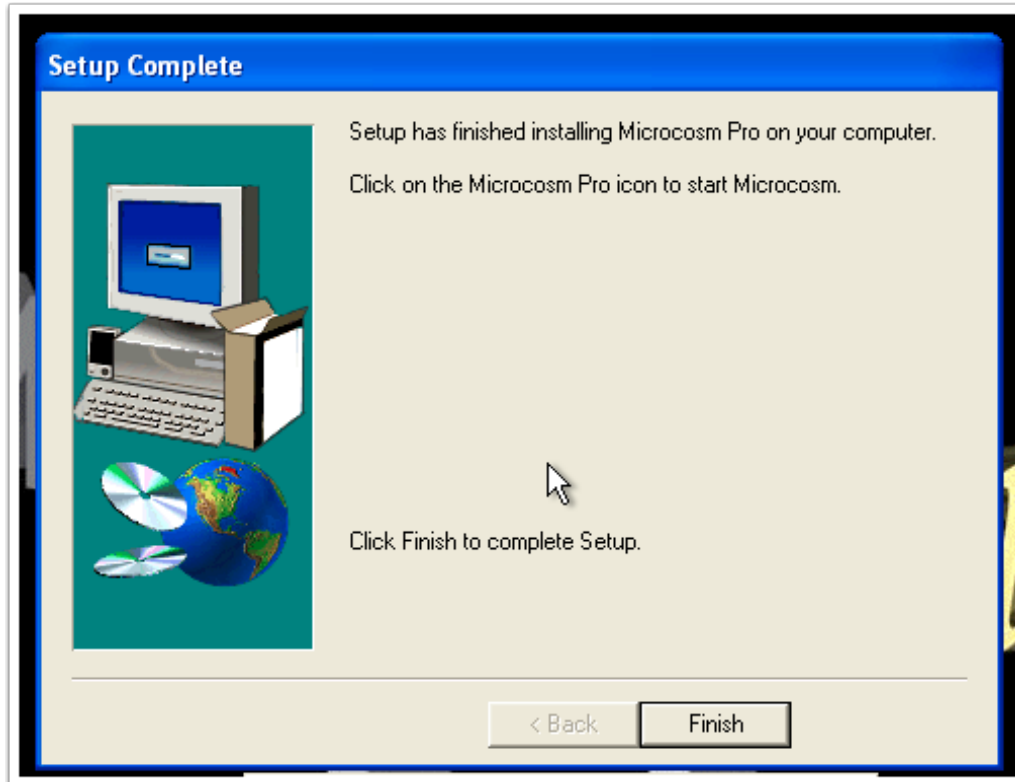 Setup Complete
Setup has finished installing Microcosm Pro on your computer.
Click on the Microcosm Pro icon to start Microcosm.
Click Finish to complete Setup.
< Back
Finish